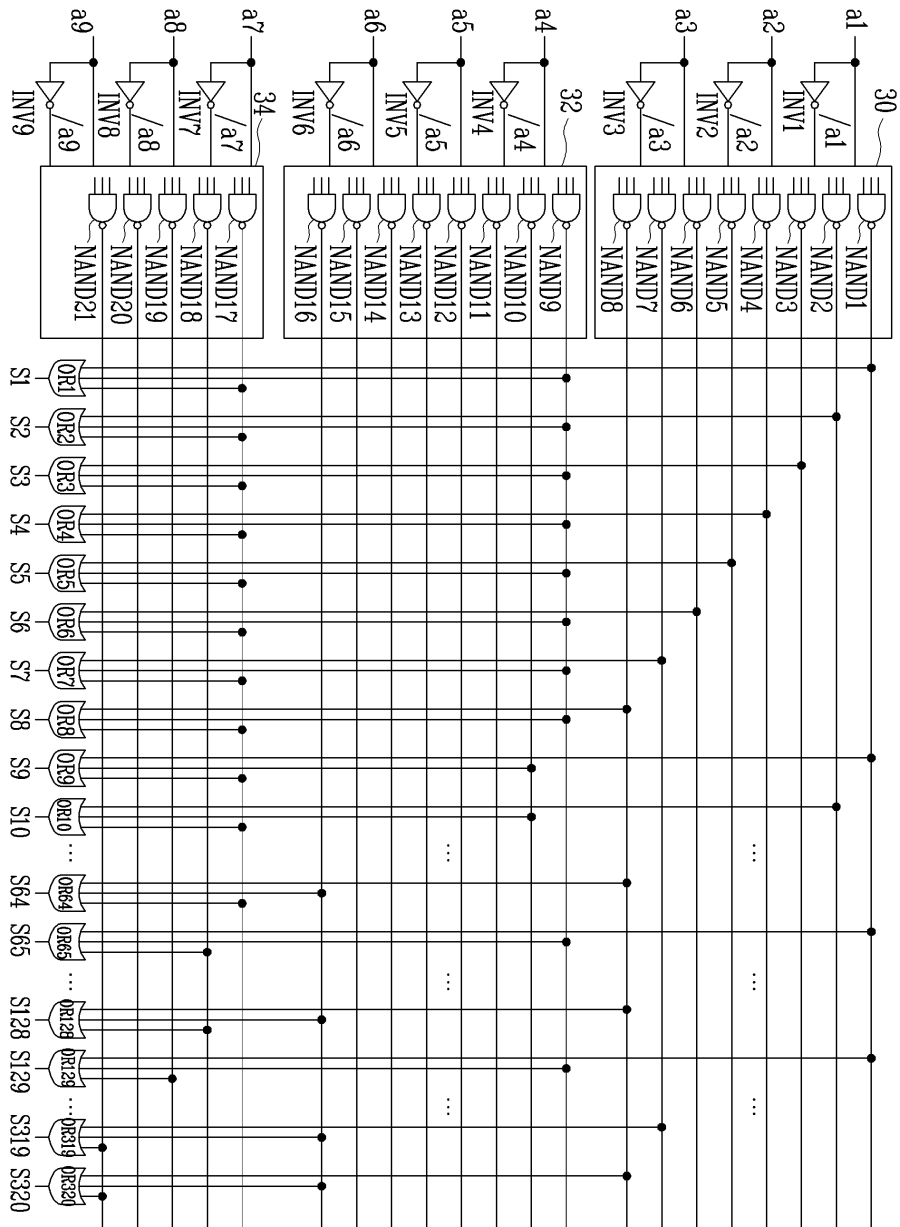 30
a1
/a1
INV1
a2
/a2
INV2
a3
/a3
INV3
NAND1
NAND2
NAND3
NAND4
NAND5
NAND6
NAND7
NAND8
32
a4
/a4
INV4
a5
/a5
INV5
a6
/a6
INV6
NAND9
NAND10
NAND11
NAND12
NAND13
NAND14
NAND15
NAND16
34
a7
/a7
INV7
a8
/a8
INV8
a9
/a9
INV9
NAND17
NAND18
NAND19
NAND20
NAND21
OR1 OR2 OR3 OR4 OR5 OR6 OR7 OR8 OR9 OR10 ... OR64 OR65 ... OR128 OR129 ... OR319 OR320
S1 S2 S3 S4 S5 S6 S7 S8 S9 S10 S64 S65 S128 S129 S319 S320